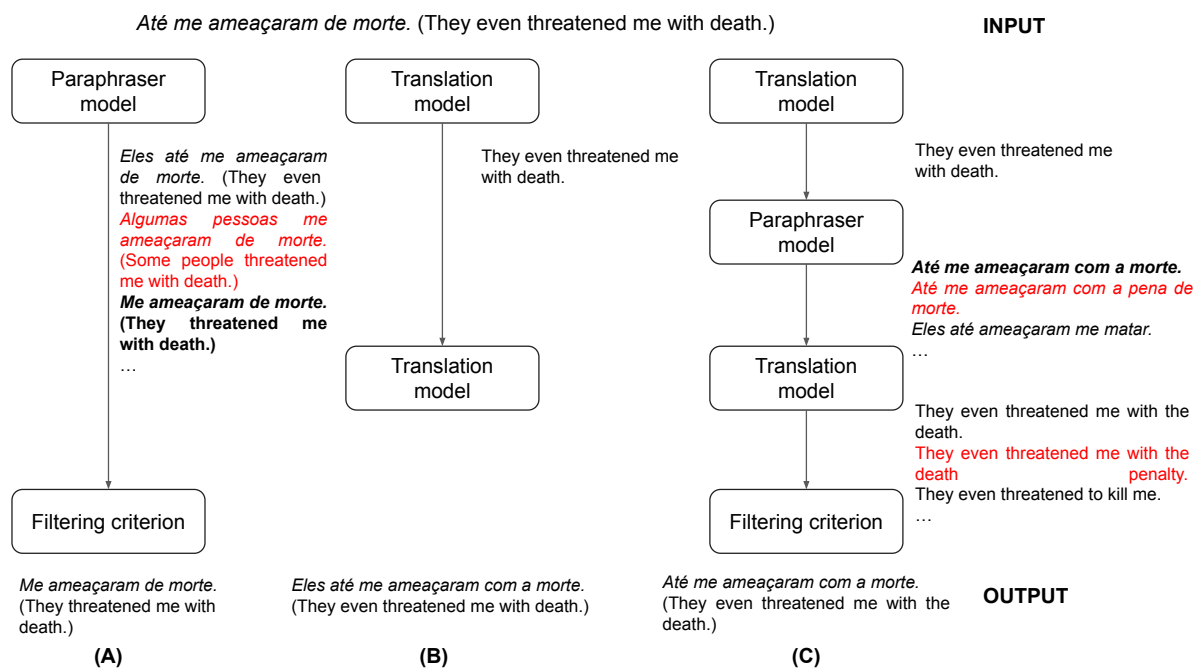 Até me ameaçaram de morte. (They even threatened me with death.)
INPUT
Paraphraser
model
Eles até me ameaçaram
de morte. (They even
threatened me with death.)
Algumas pessoas me
ameaçaram de morte.
(Some people threatened
me with death.)
Me ameaçaram de morte.
(They threatened me
with death.)
…
Filtering criterion
Me ameaçaram de morte.
(They threatened me with
death.)
(A)
Translation
model
They even threatened me
with death.
Translation
model
Eles até me ameaçaram com a morte.
(They even threatened me with death.)
(B)
Translation
model
They even threatened me
with death.
Paraphraser model
Até me ameaçaram com a morte.
Até me ameaçaram com a pena de
morte.
Eles até ameaçaram me matar.
…
Translation
model
They even threatened me with the
death.
They even threatened me with the
death penalty.
They even threatened to kill me.
…
Filtering criterion
Até me ameaçaram com a morte.
(They even threatened me with the
death.)
(C)
OUTPUT